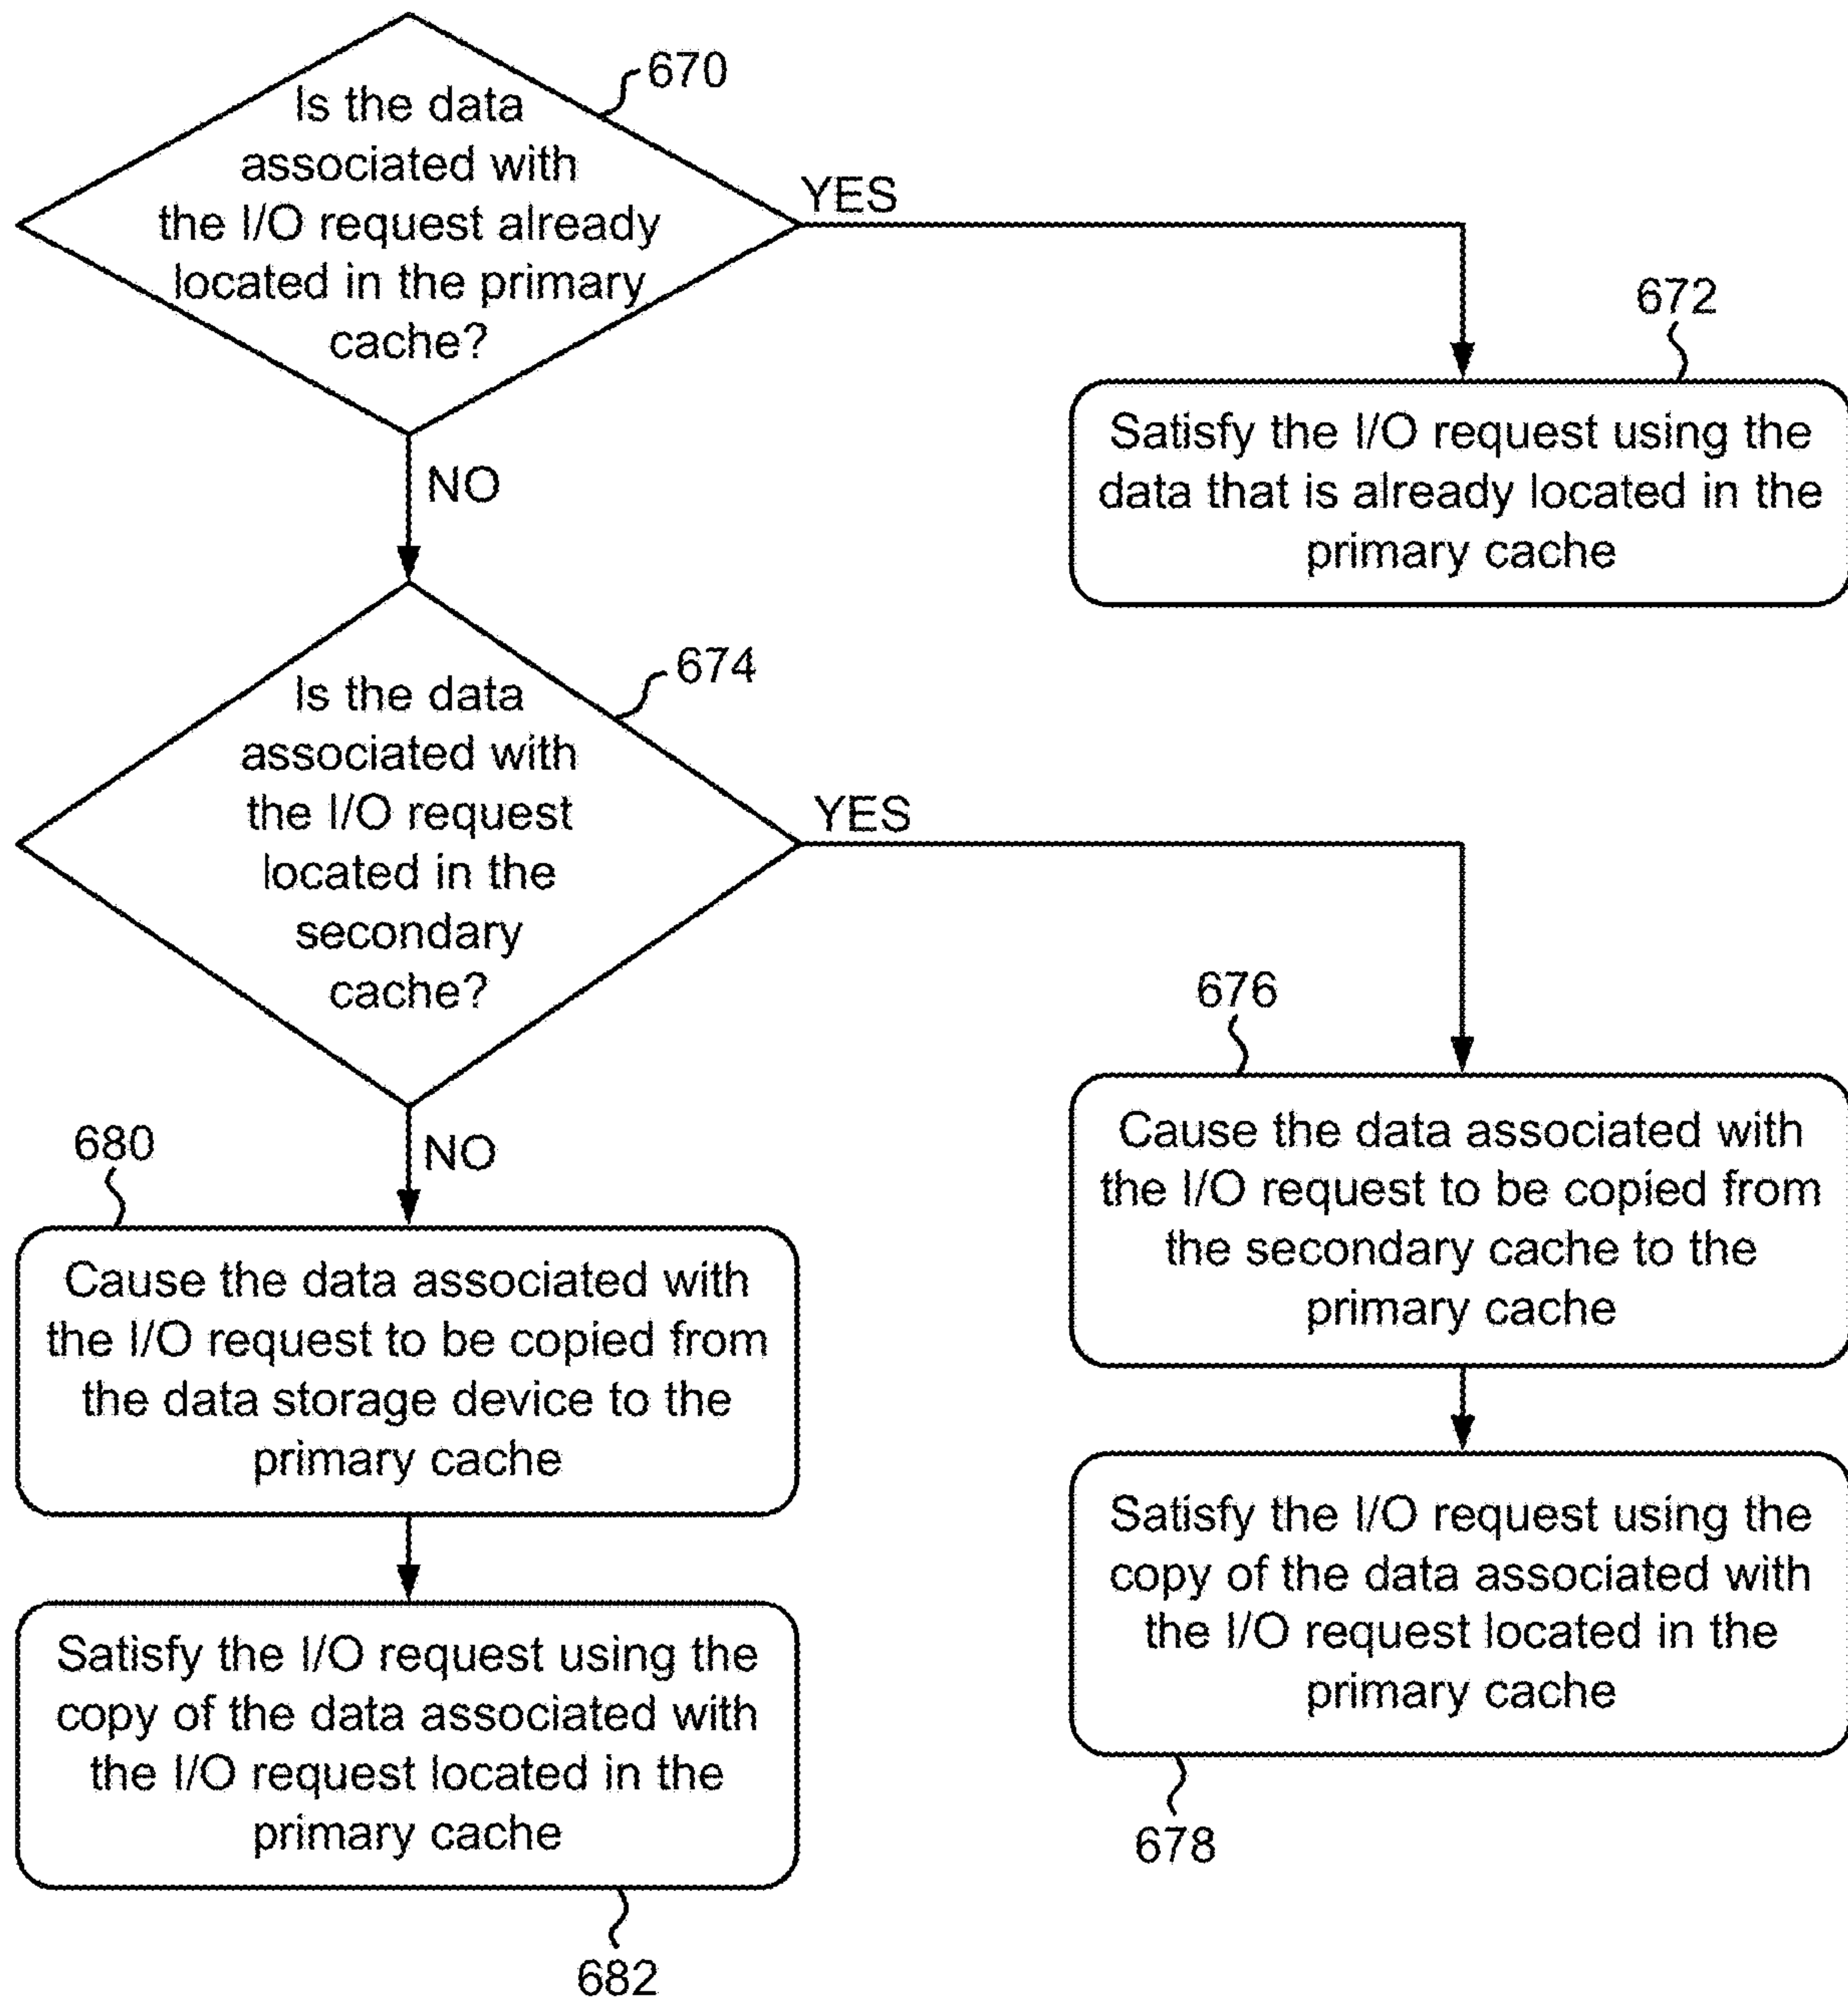 670
Is the data
associated with
the I/O request already
located in the primary
cache?
YES
NO
672
Satisfy the I/O request using the
data that is already located in the
primary cache
674
Is the data
associated with
the I/O request
located in the
secondary
cache?
YES
NO
676
Cause the data associated with
the I/O request to be copied from
the secondary cache to the
primary cache
Satisfy the I/O request using the
copy of the data associated with
the I/O request located in the
primary cache
678
680
Cause the data associated with
the I/O request to be copied from
the data storage device to the
primary cache
Satisfy the I/O request using the
copy of the data associated with
the I/O request located in the
primary cache
682